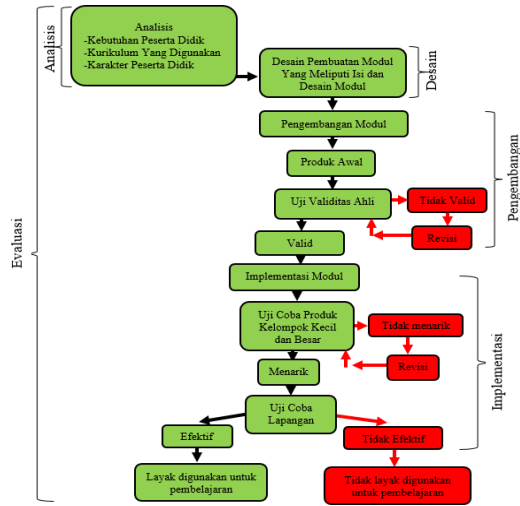 Analisis
Analisis
-Kebutuhan Peserta Didik
-Kurikulum Yang Digunakan
-Karakter Peserta Didik
Desain Pembuatan Modul
Yang Meliputi Isi dan
Desain Modul
Desain
Pengembangan Modul
Produk Awal
Uji Validitas Ahli
Tidak Valid
Revisi
Pengembangan
Valid
Evaluasi
Implementasi Modul
Uji Coba Produk
Kelompok Kecil
dan Besar
Tidak menarik
Revisi
Implementasi
Menarik
Uji Coba
Lapangan
Efektif
Tidak Efektif
Layak digunakan untuk
pembelajaran
Tidak layak digunakan
untuk pembelajaran